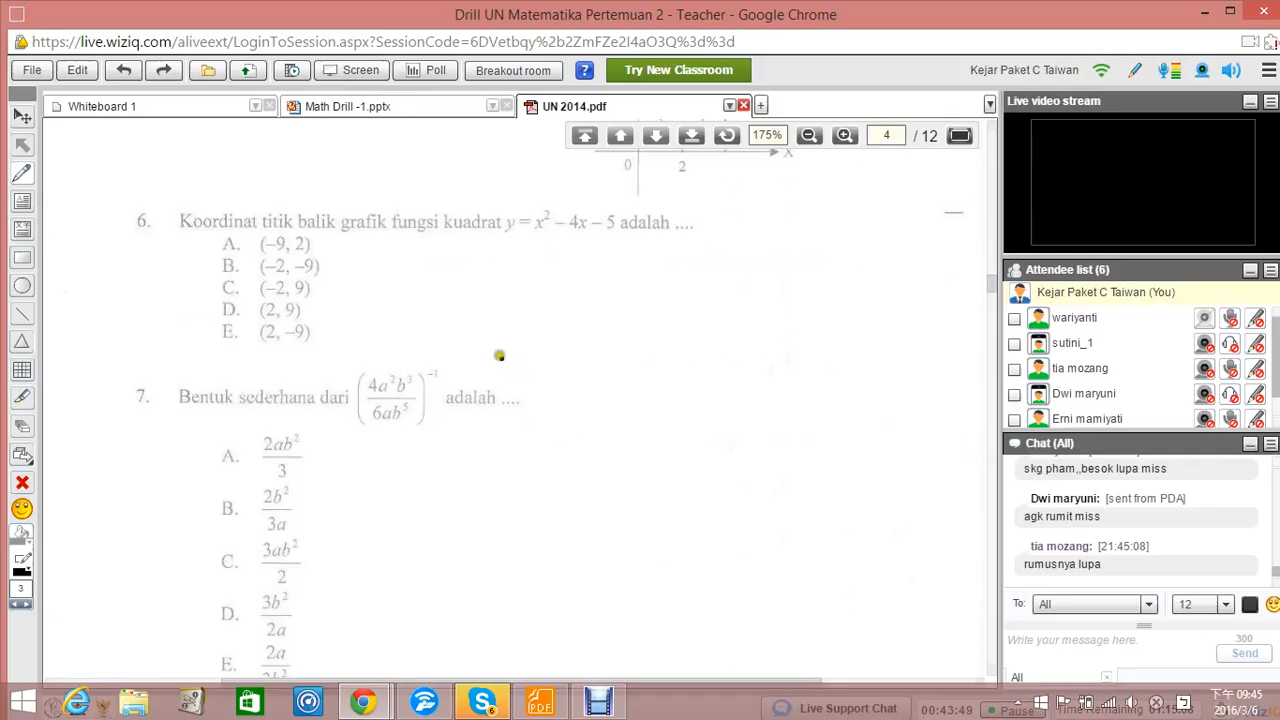 Drill UN Matematika Pertemuan 2 - Teacher - Google Chrome
https://live.wiziq.com/aliveext/LoginToSession.aspx?SessionCode=6DVetbqy%2b2ZmFZe2I4aO3Q%3d%3d
File Edit Screen Poll Breakout room ? Try New Classroom Kejar Paket C Taiwan
Whiteboard 1 Math Drill -1.pptx UN 2014.pdf
175% 4 / 12
X
0 2
6. Koordinat titik balik grafik fungsi kuadrat y = x² – 4x – 5 adalah ....
A. (–9, 2)
B. (–2, –9)
C. (–2, 9)
D. (2, 9)
E. (2, –9)
7. Bentuk sederhana dari (4a²b³ / 6ab⁵)⁻¹ adalah ....
A. 2ab² / 3
B. 2b² / 3a
C. 3ab² / 2
D. 3b² / 2a
E. 2a
3
Live video stream
Attendee list (6)
Kejar Paket C Taiwan (You)
wariyanti
sutini_1
tia mozang
Dwi maryuni
Erni mamiyati
Chat (All)
skg pham,,besok lupa miss
Dwi maryuni: [sent from PDA]
agk rumit miss
tia mozang: [21:45:08]
rumusnya lupa
To: All 12
Write your message here. 300
Send
All
Live Support Chat
00:43:49 Pause Time Remaining
下午 09:45
2016/3/6